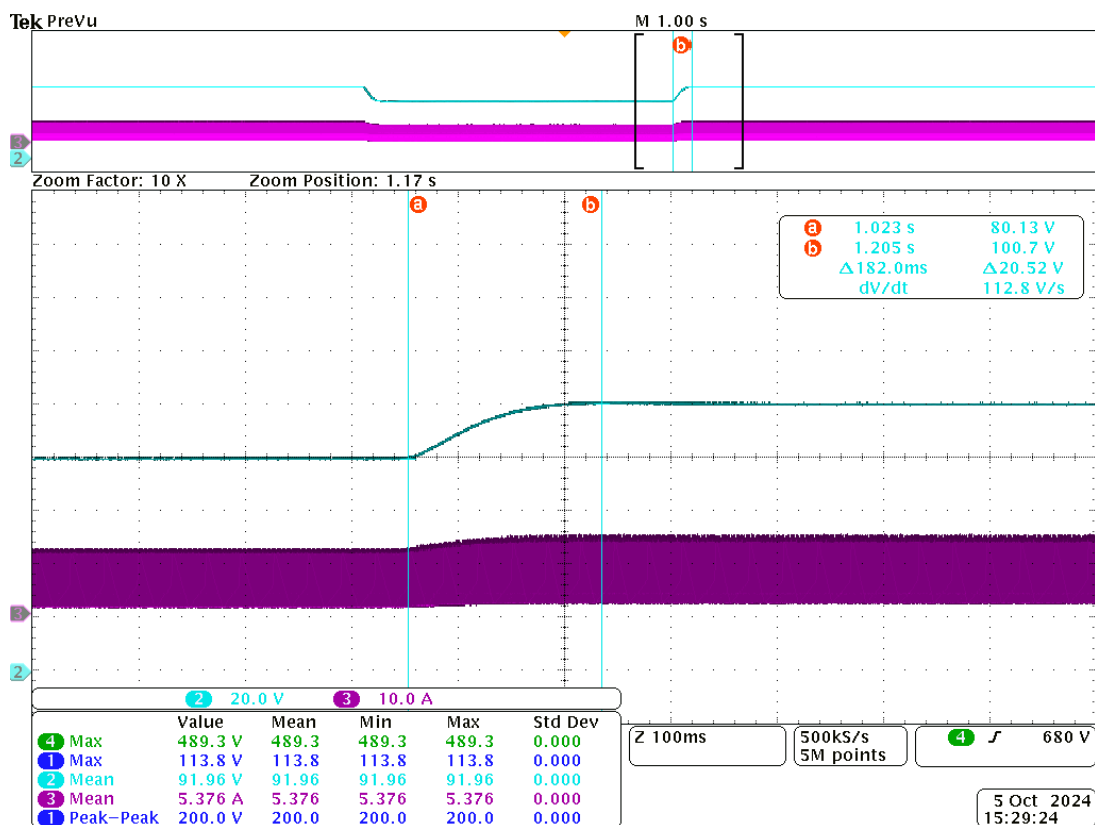 Tek PreVu M 1.00 s
b
3
2
Zoom Factor: 10 X Zoom Position: 1.17 s
a b
a 1.023 s 80.13 V
b 1.205 s 100.7 V
Δ182.0ms Δ20.52 V
dV/dt 112.8 V/s
3
2
2 20.0 V 3 10.0 A
Value Mean Min Max Std Dev
4 Max 489.3 V 489.3 489.3 489.3 0.000
1 Max 113.8 V 113.8 113.8 113.8 0.000
2 Mean 91.96 V 91.96 91.96 91.96 0.000
3 Mean 5.376 A 5.376 5.376 5.376 0.000
1 Peak-Peak 200.0 V 200.0 200.0 200.0 0.000
Z 100ms
500kS/s
5M points
4 680 V
5 Oct 2024
15:29:24